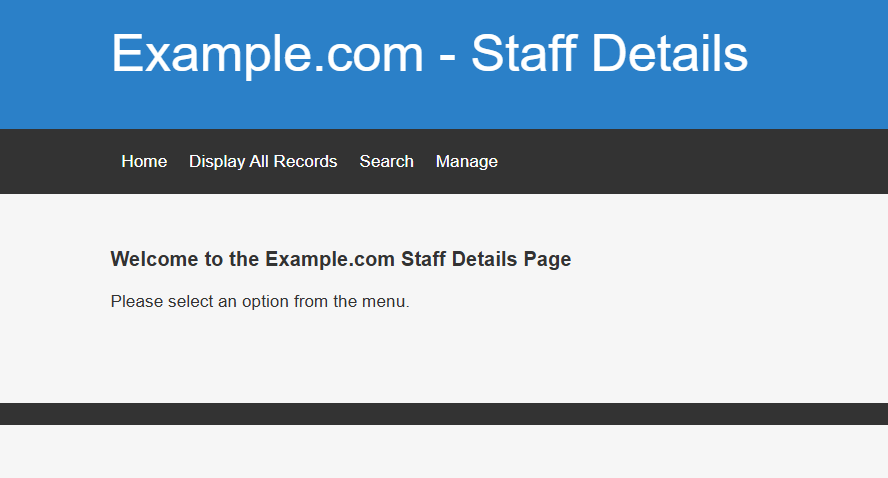 Example.com - Staff Details
Home Display All Records Search Manage
Welcome to the Example.com Staff Details Page
Please select an option from the menu.